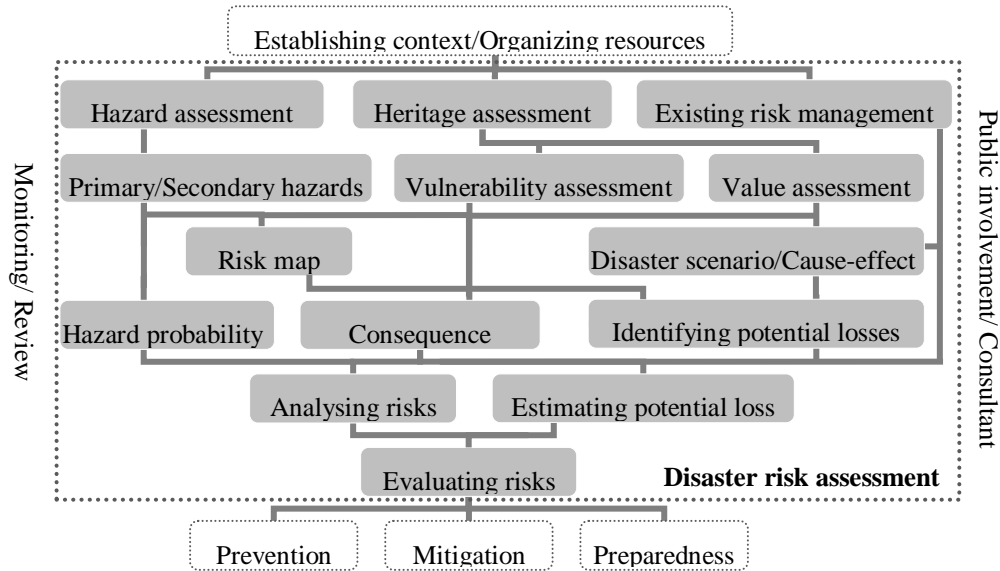 Establishing context/Organizing resources
Hazard assessment
Heritage assessment
Existing risk management
Primary/Secondary hazards
Vulnerability assessment
Value assessment
Risk map
Disaster scenario/Cause-effect
Hazard probability
Consequence
Identifying potential losses
Analysing risks
Estimating potential loss
Evaluating risks
Disaster risk assessment
Prevention
Mitigation
Preparedness
Monitoring/ Review
Public involvement/ Consultant